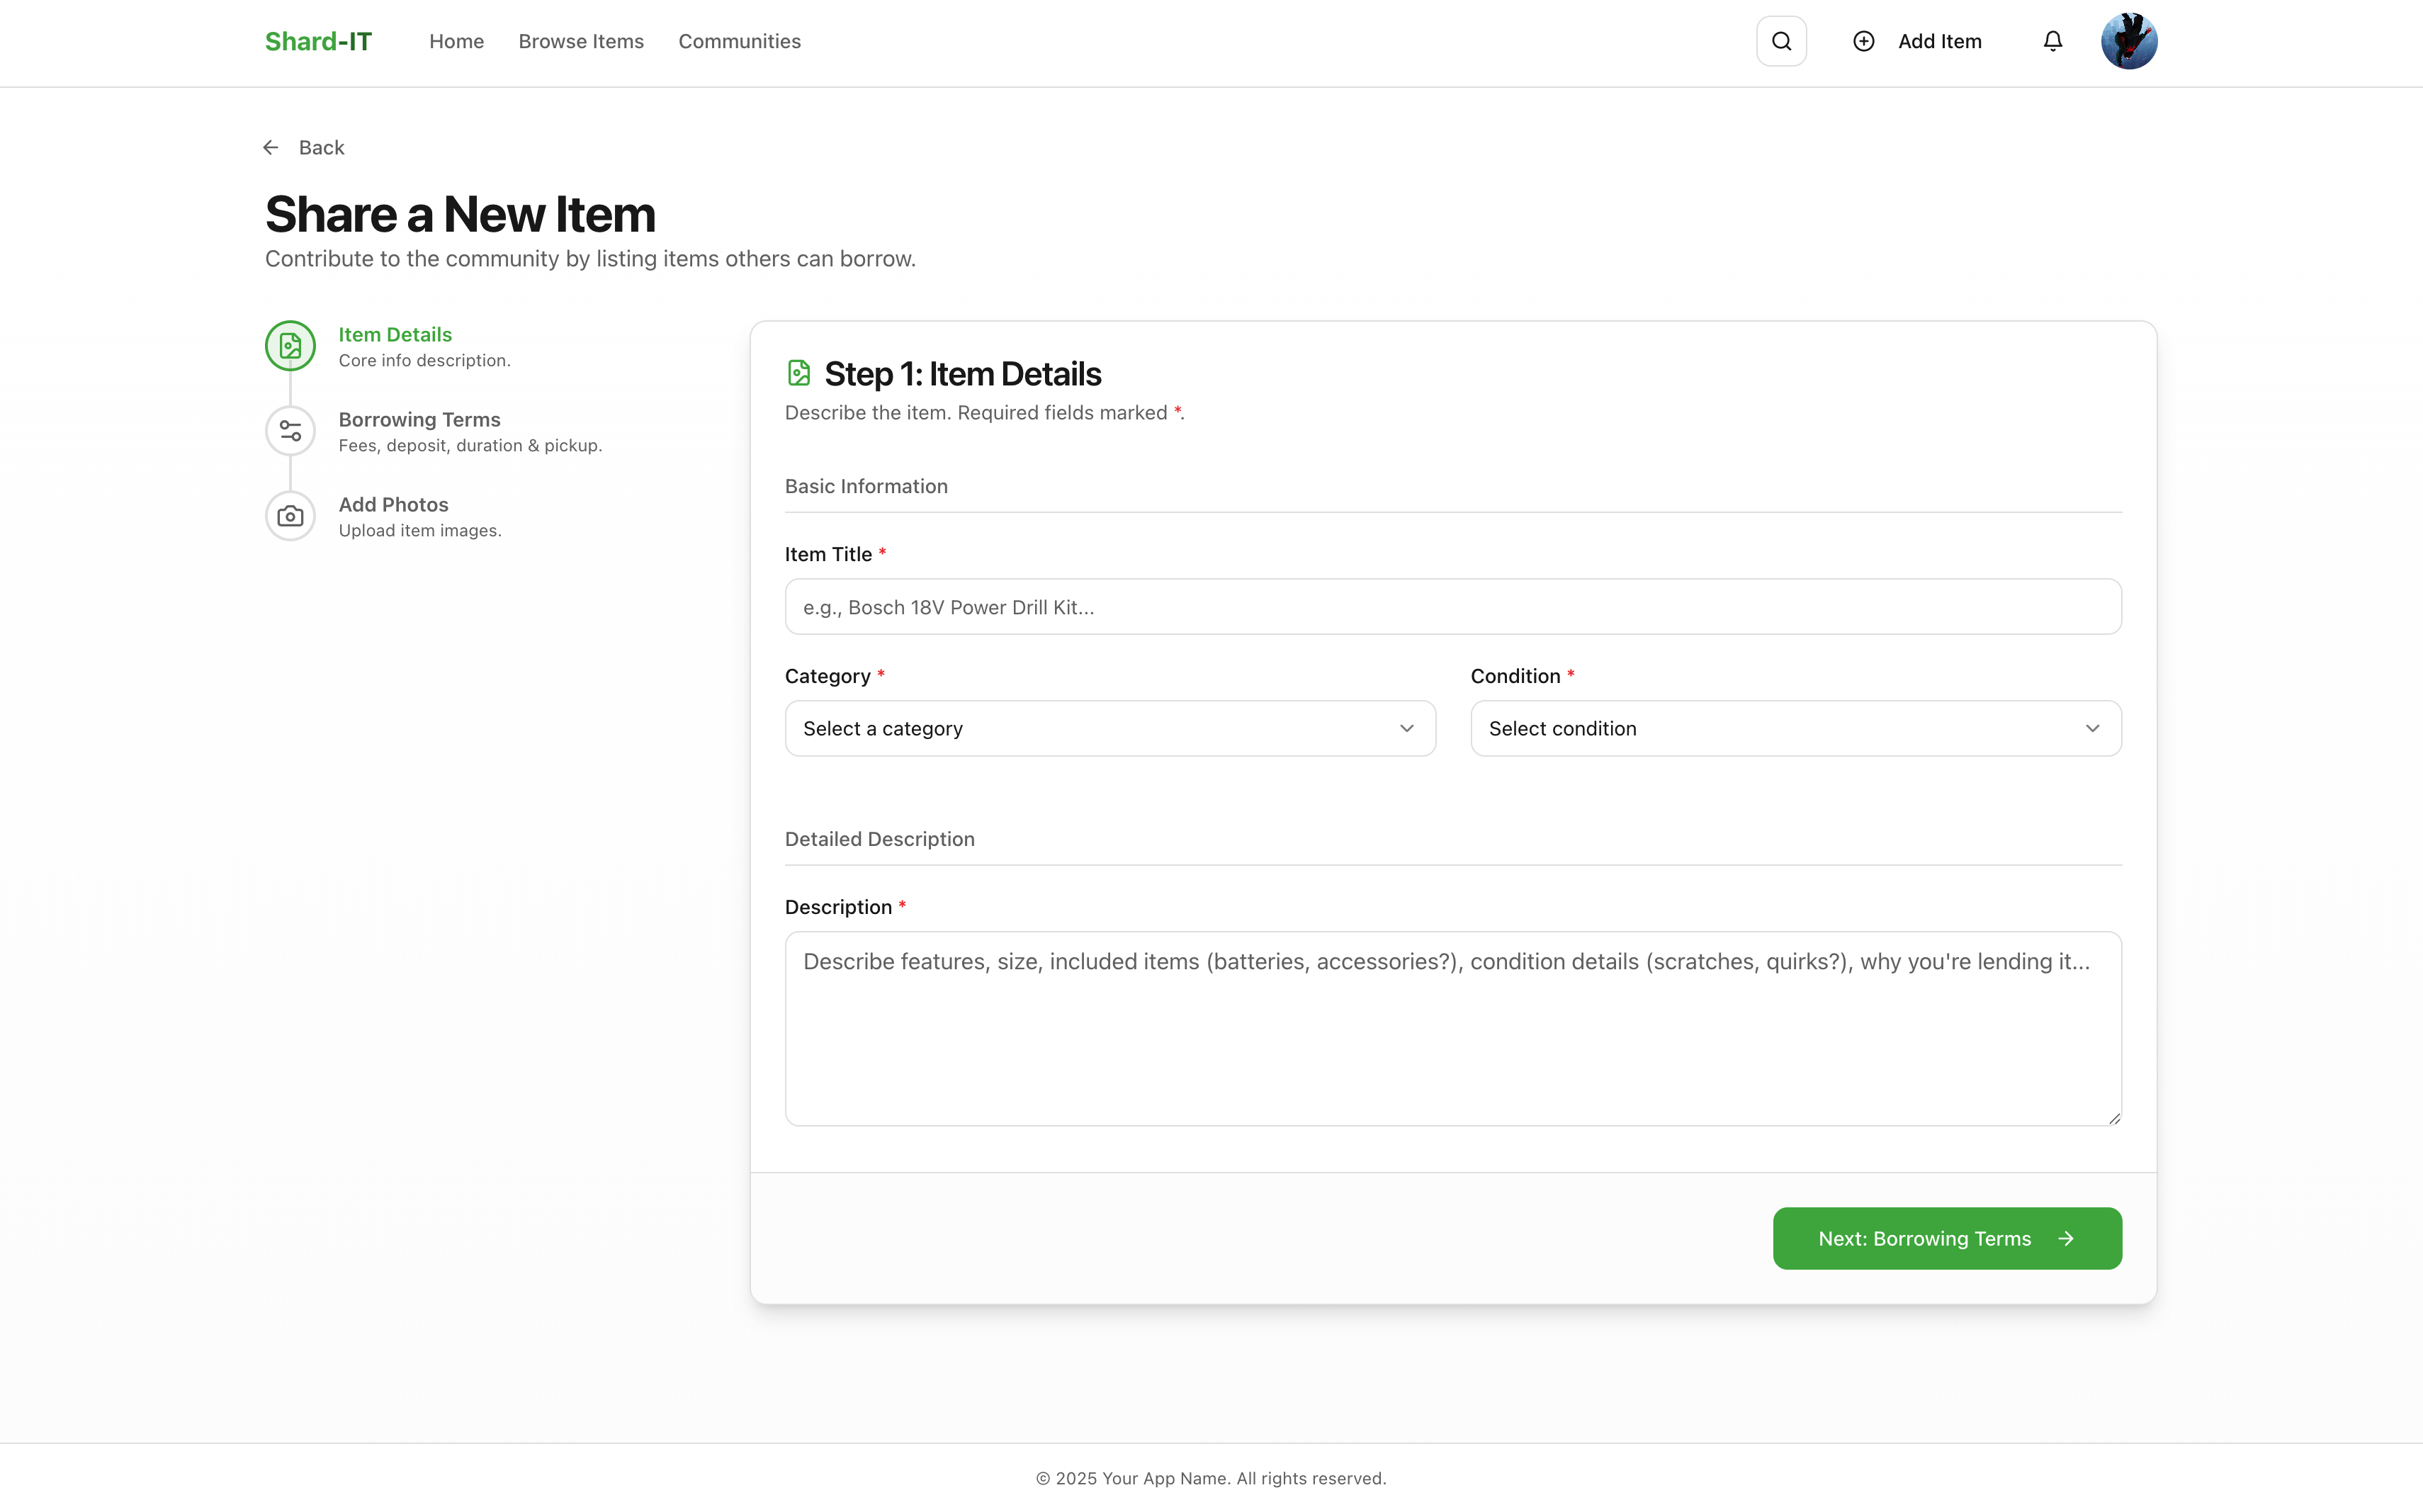 Shard-IT
Home
Browse Items
Communities
Add Item
Back
Share a New Item
Contribute to the community by listing items others can borrow.
Item Details
Core info description.
Borrowing Terms
Fees, deposit, duration & pickup.
Add Photos
Upload item images.
Step 1: Item Details
Describe the item. Required fields marked *.
Basic Information
Item Title *
e.g., Bosch 18V Power Drill Kit...
Category *
Condition *
Select a category
Select condition
Detailed Description
Description *
Describe features, size, included items (batteries, accessories?), condition details (scratches, quirks?), why you're lending it...
Next: Borrowing Terms
© 2025 Your App Name. All rights reserved.